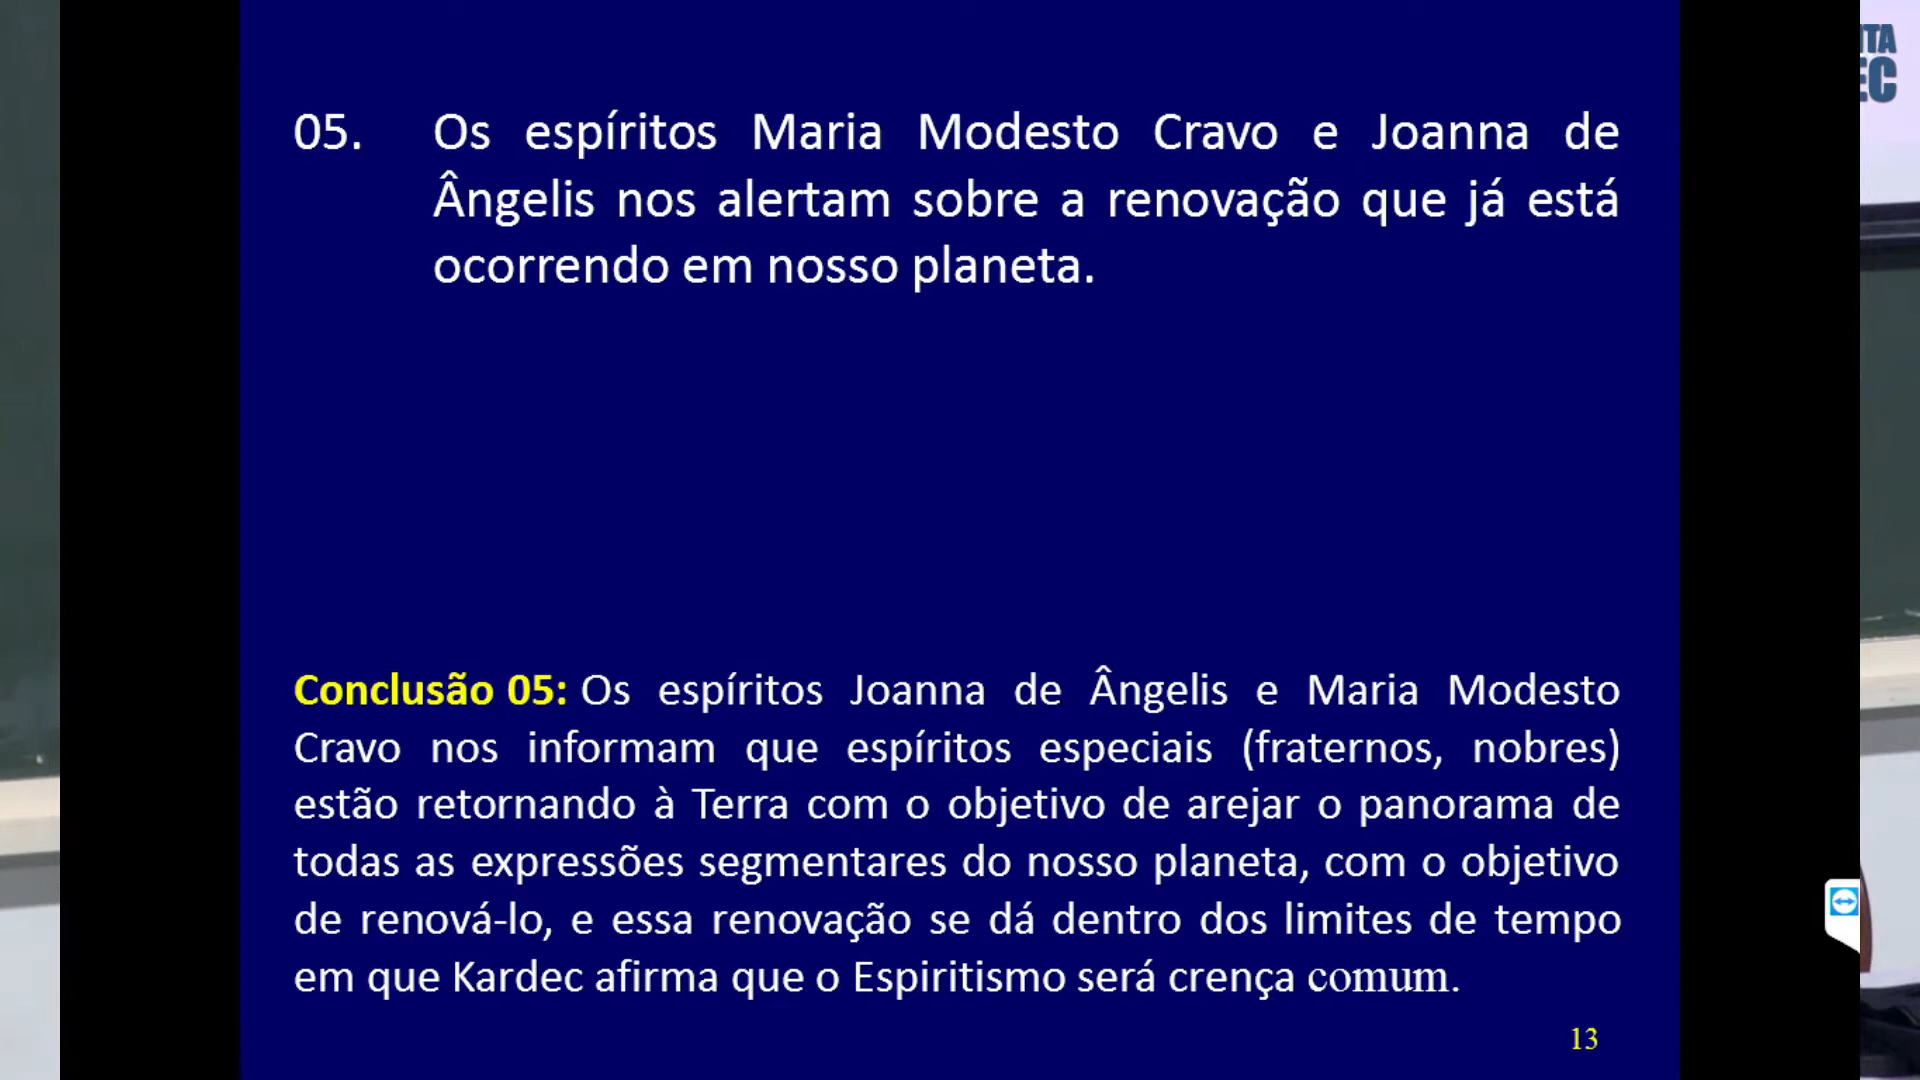 05. Os espíritos Maria Modesto Cravo e Joanna de
Ângelis nos alertam sobre a renovação que já está
ocorrendo em nosso planeta.
Conclusão 05: Os espíritos Joanna de Ângelis e Maria Modesto
Cravo nos informam que espíritos especiais (fraternos, nobres)
estão retornando à Terra com o objetivo de arejar o panorama de
todas as expressões segmentares do nosso planeta, com o objetivo
de renová-lo, e essa renovação se dá dentro dos limites de tempo
em que Kardec afirma que o Espiritismo será crença comum.
13